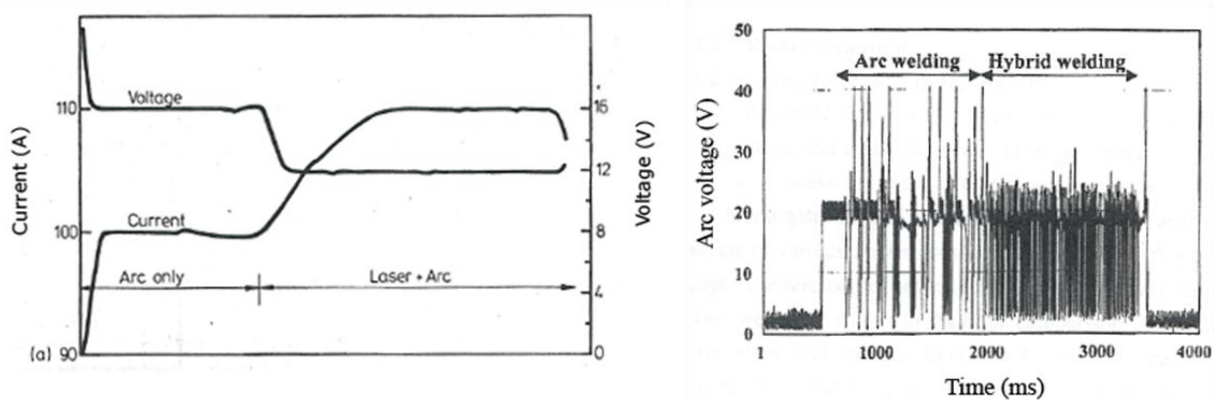 Current (A)
110
100
(a) 90
Voltage
Current
Arc only
Laser + Arc
16
12
8
4
0
Voltage (V)
Arc voltage (V)
50
40
30
20
10
0
Arc welding
Hybrid welding
1
1000
2000
3000
4000
Time (ms)